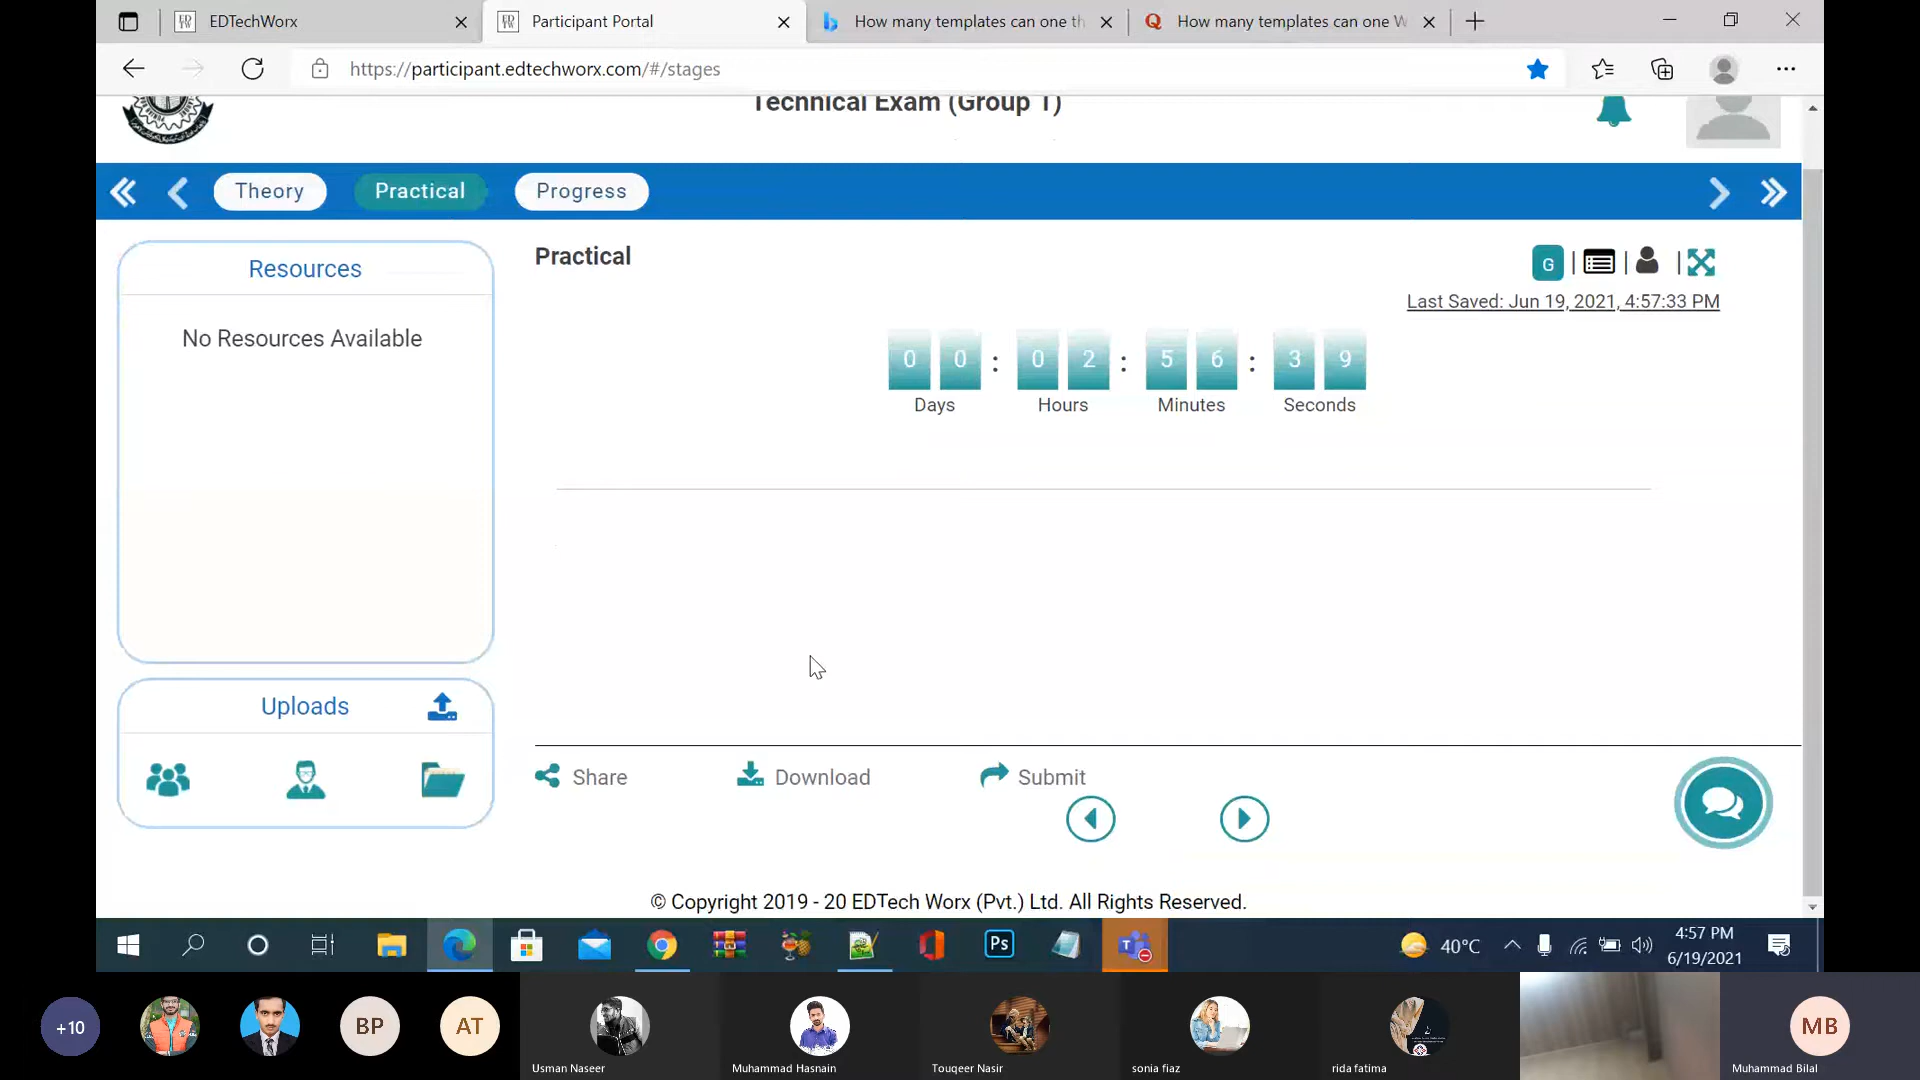 EDTechWorx
Participant Portal
How many templates can one th
How many templates can one W
https://participant.edtechworx.com/#/stages
Technical Exam (Group 1)
Theory
Practical
Progress
Resources
No Resources Available
Practical
G
Last Saved: Jun 19, 2021, 4:57:33 PM
0 0 : 0 2 : 5 6 : 3 9
Days Hours Minutes Seconds
Uploads
Share
Download
Submit
© Copyright 2019 - 20 EDTech Worx (Pvt.) Ltd. All Rights Reserved.
Ps
T
40°C
4:57 PM
6/19/2021
+10
BP
AT
Usman Naseer
Muhammad Hasnain
Touqeer Nasir
sonia fiaz
rida fatima
MB
Muhammad Bilal